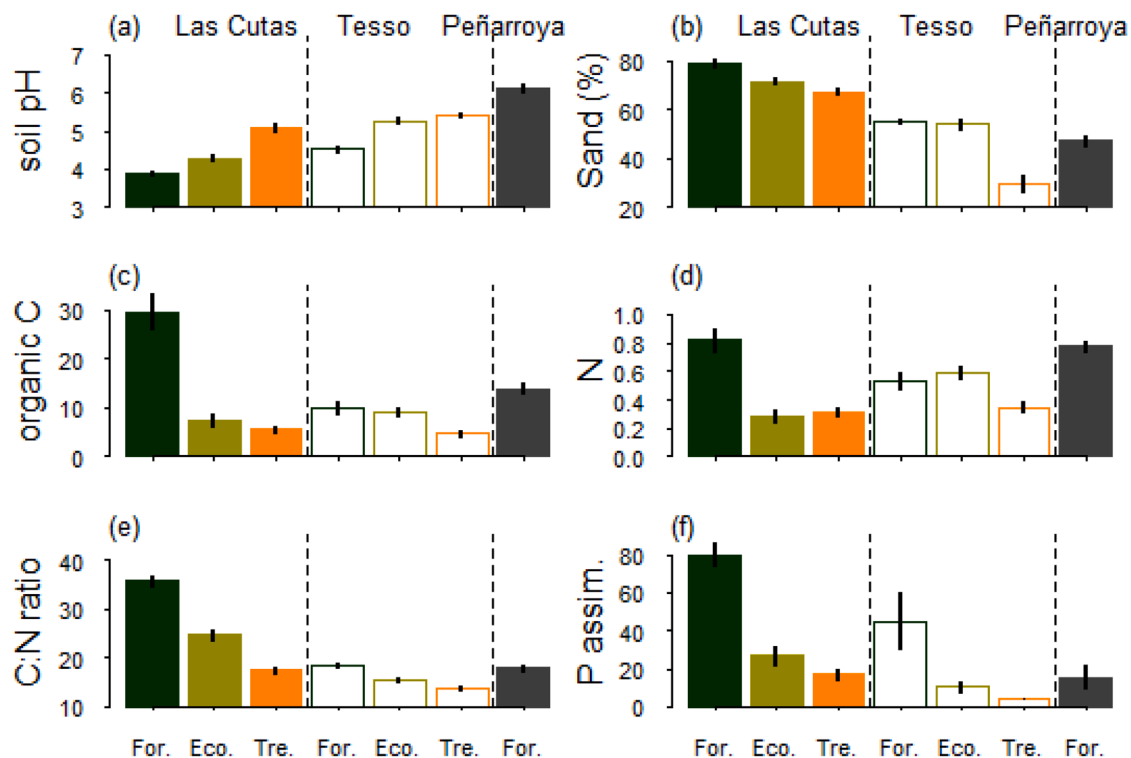 (a) Las Cutas Tesso Peñarroya
soil pH
7
6
5
4
3
(b) Las Cutas Tesso Peñarroya
Sand (%)
80
60
40
20
(c)
organic C
30
20
10
0
(d)
N
1.0
0.8
0.6
0.4
0.2
0.0
(e)
C:N ratio
40
30
20
10
For. Eco. Tre. For. Eco. Tre. For.
(f)
P assim.
80
60
40
20
0
For. Eco. Tre. For. Eco. Tre. For.